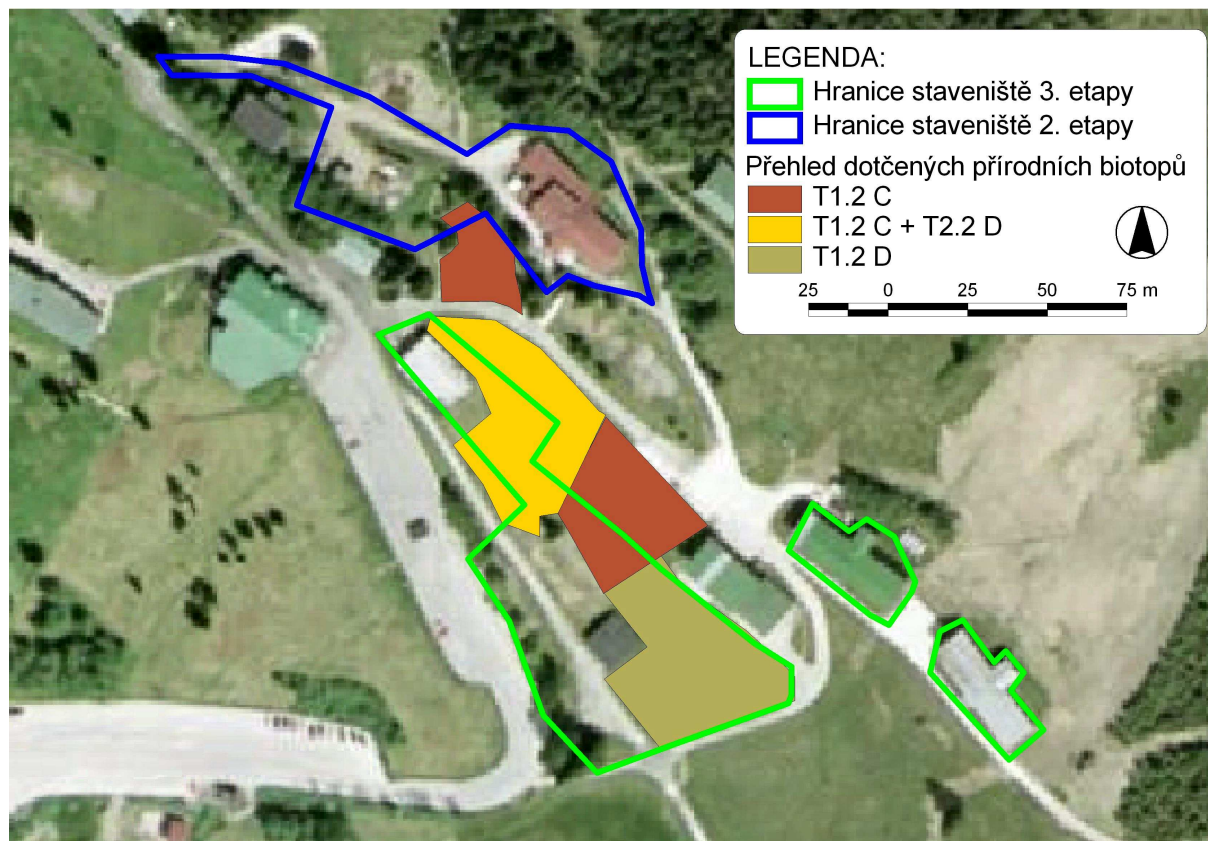 LEGENDA:
Hranice staveniště 3. etapy
Hranice staveniště 2. etapy
Přehled dotčených přírodních biotopů
T1.2 C
T1.2 C + T2.2 D
T1.2 D
25 0 25 50 75 m